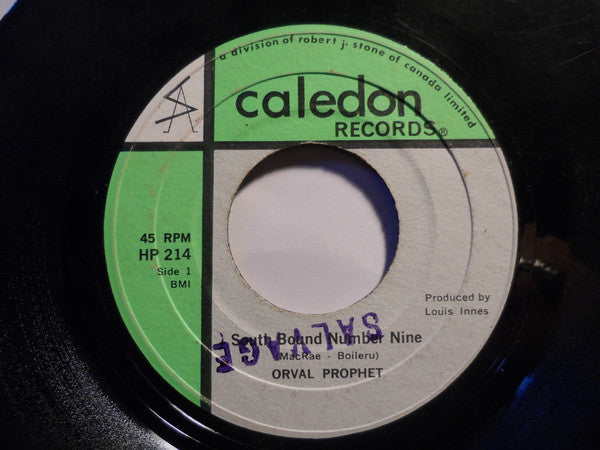 a division of robert j. stone of canada limited
caledon
RECORDS®
45 RPM
HP 214
Side 1
BMI
Produced by
Louis Innes
South Bound Number Nine
SALVAGE
(MacRae - Boileru)
ORVAL PROPHET